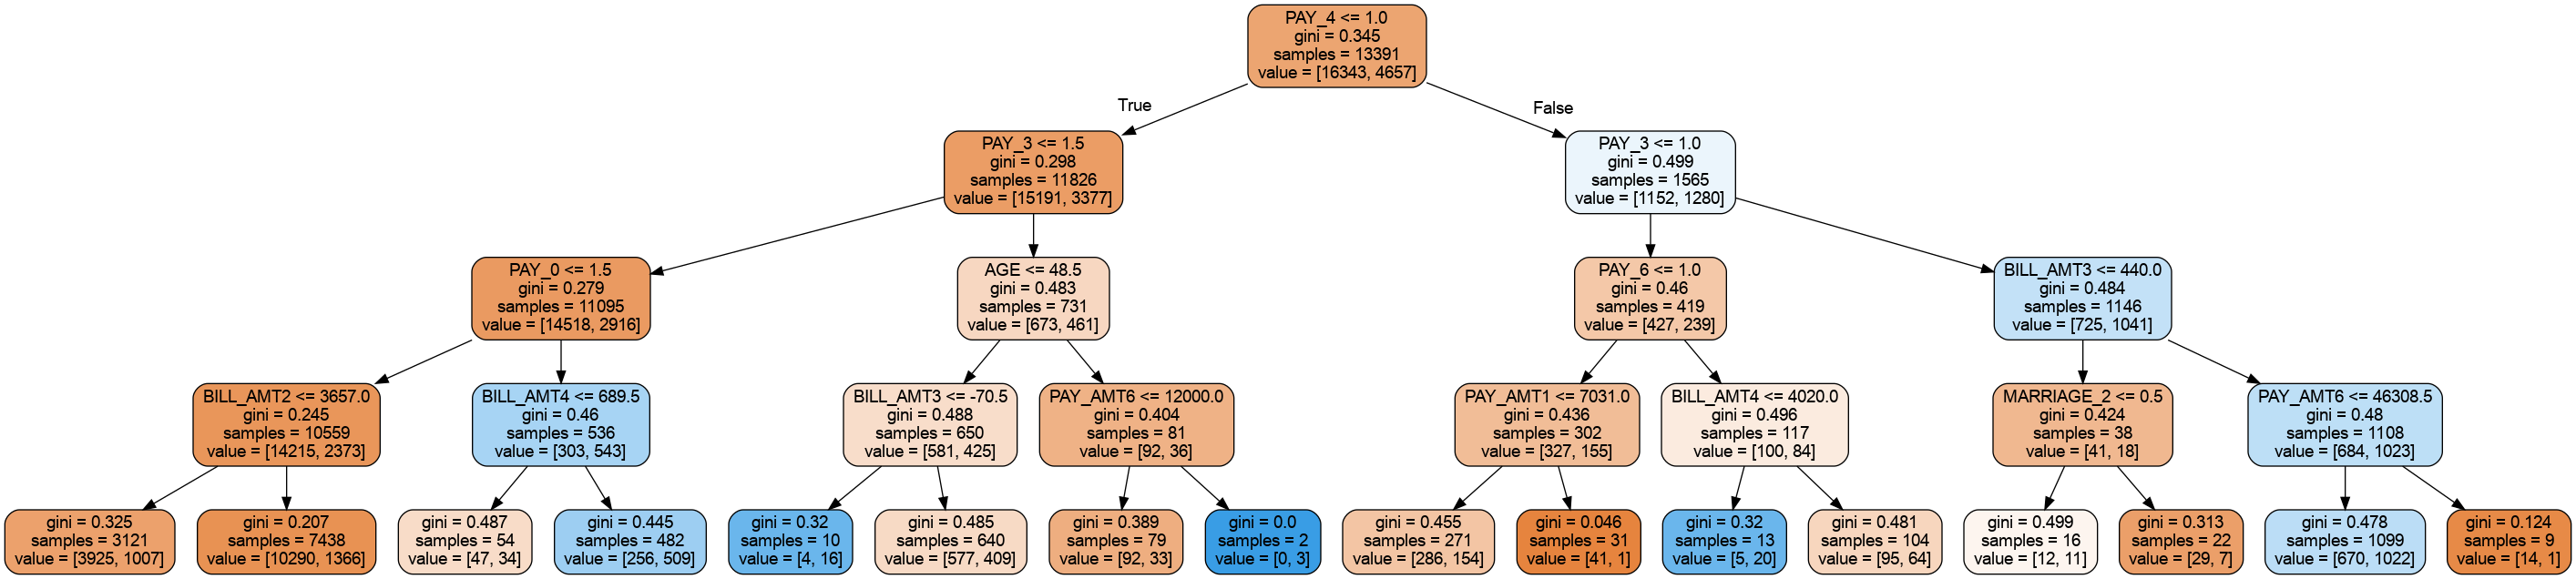 PAY_4 <= 1.0
gini = 0.345
samples = 13391
value = [16343, 4657]
True
False
PAY_3 <= 1.5
gini = 0.298
samples = 11826
value = [15191, 3377]
PAY_3 <= 1.0
gini = 0.499
samples = 1565
value = [1152, 1280]
PAY_0 <= 1.5
gini = 0.279
samples = 11095
value = [14518, 2916]
AGE <= 48.5
gini = 0.483
samples = 731
value = [673, 461]
PAY_6 <= 1.0
gini = 0.46
samples = 419
value = [427, 239]
BILL_AMT3 <= 440.0
gini = 0.484
samples = 1146
value = [725, 1041]
BILL_AMT2 <= 3657.0
gini = 0.245
samples = 10559
value = [14215, 2373]
BILL_AMT4 <= 689.5
gini = 0.46
samples = 536
value = [303, 543]
BILL_AMT3 <= -70.5
gini = 0.488
samples = 650
value = [581, 425]
PAY_AMT6 <= 12000.0
gini = 0.404
samples = 81
value = [92, 36]
PAY_AMT1 <= 7031.0
gini = 0.436
samples = 302
value = [327, 155]
BILL_AMT4 <= 4020.0
gini = 0.496
samples = 117
value = [100, 84]
MARRIAGE_2 <= 0.5
gini = 0.424
samples = 38
value = [41, 18]
PAY_AMT6 <= 46308.5
gini = 0.48
samples = 1108
value = [684, 1023]
gini = 0.325
samples = 3121
value = [3925, 1007]
gini = 0.207
samples = 7438
value = [10290, 1366]
gini = 0.487
samples = 54
value = [47, 34]
gini = 0.445
samples = 482
value = [256, 509]
gini = 0.32
samples = 10
value = [4, 16]
gini = 0.485
samples = 640
value = [577, 409]
gini = 0.389
samples = 79
value = [92, 33]
gini = 0.0
samples = 2
value = [0, 3]
gini = 0.455
samples = 271
value = [286, 154]
gini = 0.046
samples = 31
value = [41, 1]
gini = 0.32
samples = 13
value = [5, 20]
gini = 0.481
samples = 104
value = [95, 64]
gini = 0.499
samples = 16
value = [12, 11]
gini = 0.313
samples = 22
value = [29, 7]
gini = 0.478
samples = 1099
value = [670, 1022]
gini = 0.124
samples = 9
value = [14, 1]